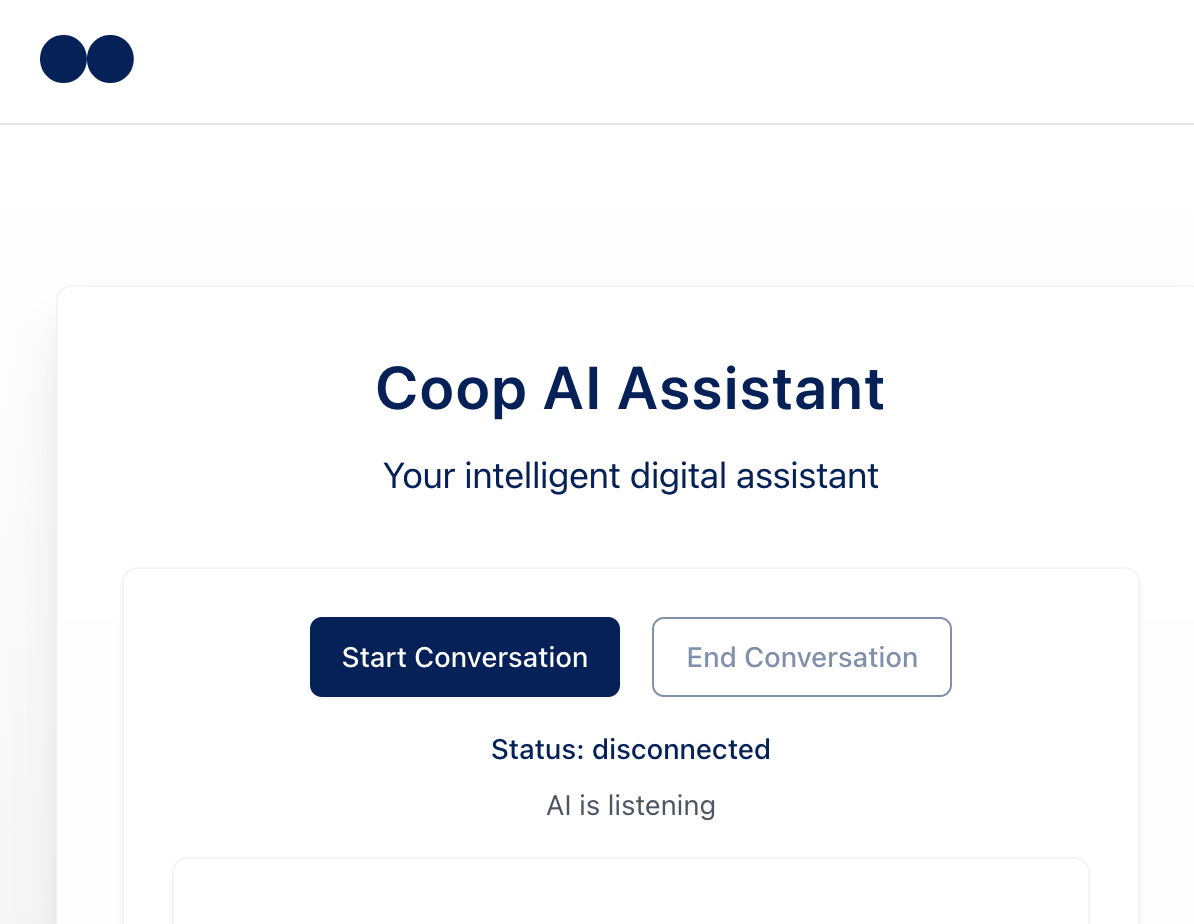 Coop AI Assistant
Your intelligent digital assistant
Start Conversation
End Conversation
Status: disconnected
AI is listening